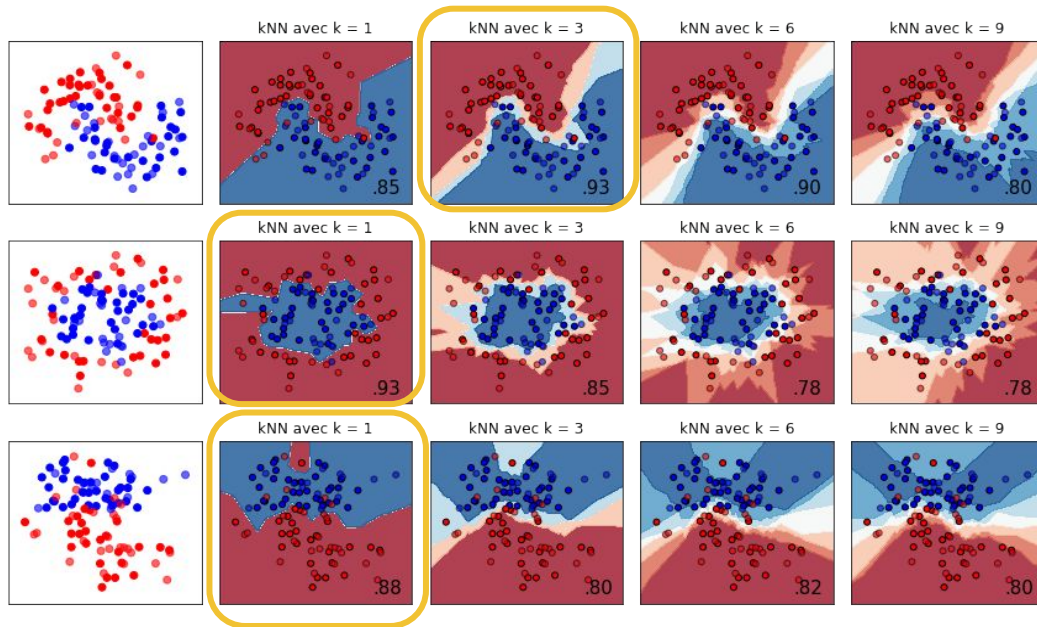 kNN avec k = 1
kNN avec k = 3
kNN avec k = 6
kNN avec k = 9
.85
.93
.90
.80
kNN avec k = 1
kNN avec k = 3
kNN avec k = 6
kNN avec k = 9
.93
.85
.78
.78
kNN avec k = 1
kNN avec k = 3
kNN avec k = 6
kNN avec k = 9
.88
.80
.82
.80